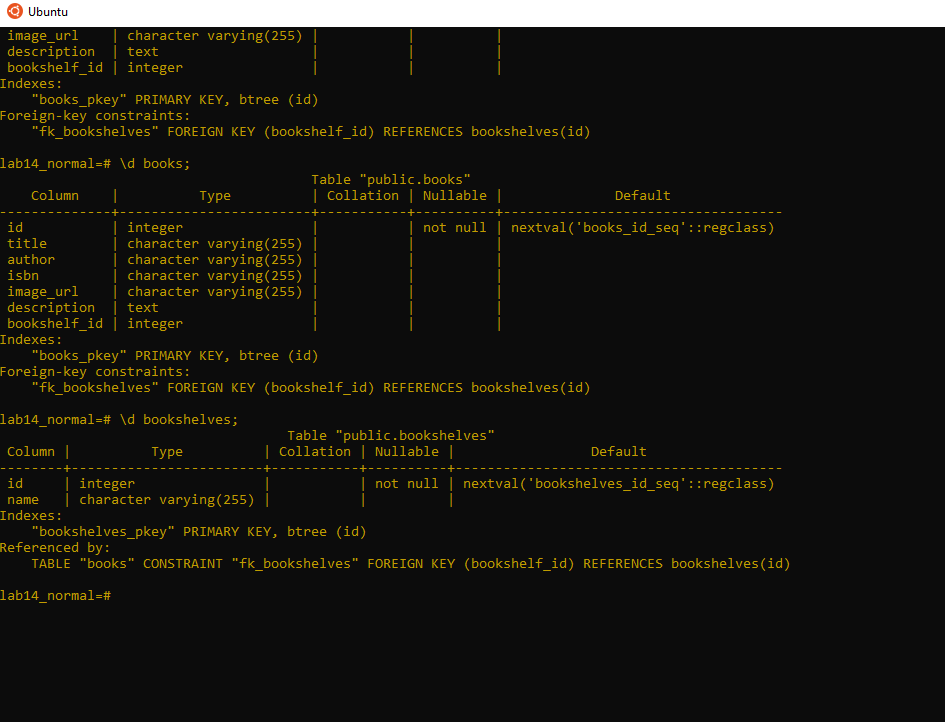 Ubuntu
 image_url    | character varying(255) |           |          |
 description  | text                   |           |          |
 bookshelf_id | integer                |           |          |
Indexes:
    "books_pkey" PRIMARY KEY, btree (id)
Foreign-key constraints:
    "fk_bookshelves" FOREIGN KEY (bookshelf_id) REFERENCES bookshelves(id)

lab14_normal=# \d books;
                                       Table "public.books"
    Column    |          Type          | Collation | Nullable |              Default
--------------+------------------------+-----------+----------+-----------------------------------
 id           | integer                |           | not null | nextval('books_id_seq'::regclass)
 title        | character varying(255) |           |          |
 author       | character varying(255) |           |          |
 isbn         | character varying(255) |           |          |
 image_url    | character varying(255) |           |          |
 description  | text                   |           |          |
 bookshelf_id | integer                |           |          |
Indexes:
    "books_pkey" PRIMARY KEY, btree (id)
Foreign-key constraints:
    "fk_bookshelves" FOREIGN KEY (bookshelf_id) REFERENCES bookshelves(id)

lab14_normal=# \d bookshelves;
                                    Table "public.bookshelves"
 Column |          Type          | Collation | Nullable |                 Default
--------+------------------------+-----------+----------+-----------------------------------------
 id     | integer                |           | not null | nextval('bookshelves_id_seq'::regclass)
 name   | character varying(255) |           |          |
Indexes:
    "bookshelves_pkey" PRIMARY KEY, btree (id)
Referenced by:
    TABLE "books" CONSTRAINT "fk_bookshelves" FOREIGN KEY (bookshelf_id) REFERENCES bookshelves(id)

lab14_normal=#